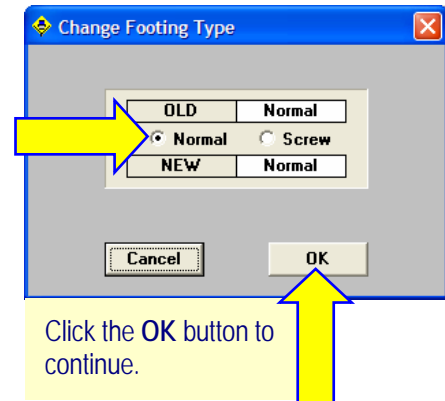 Change Footing Type
OLD Normal
Normal Screw
NEW Normal
Cancel OK
Click the OK button to
continue.